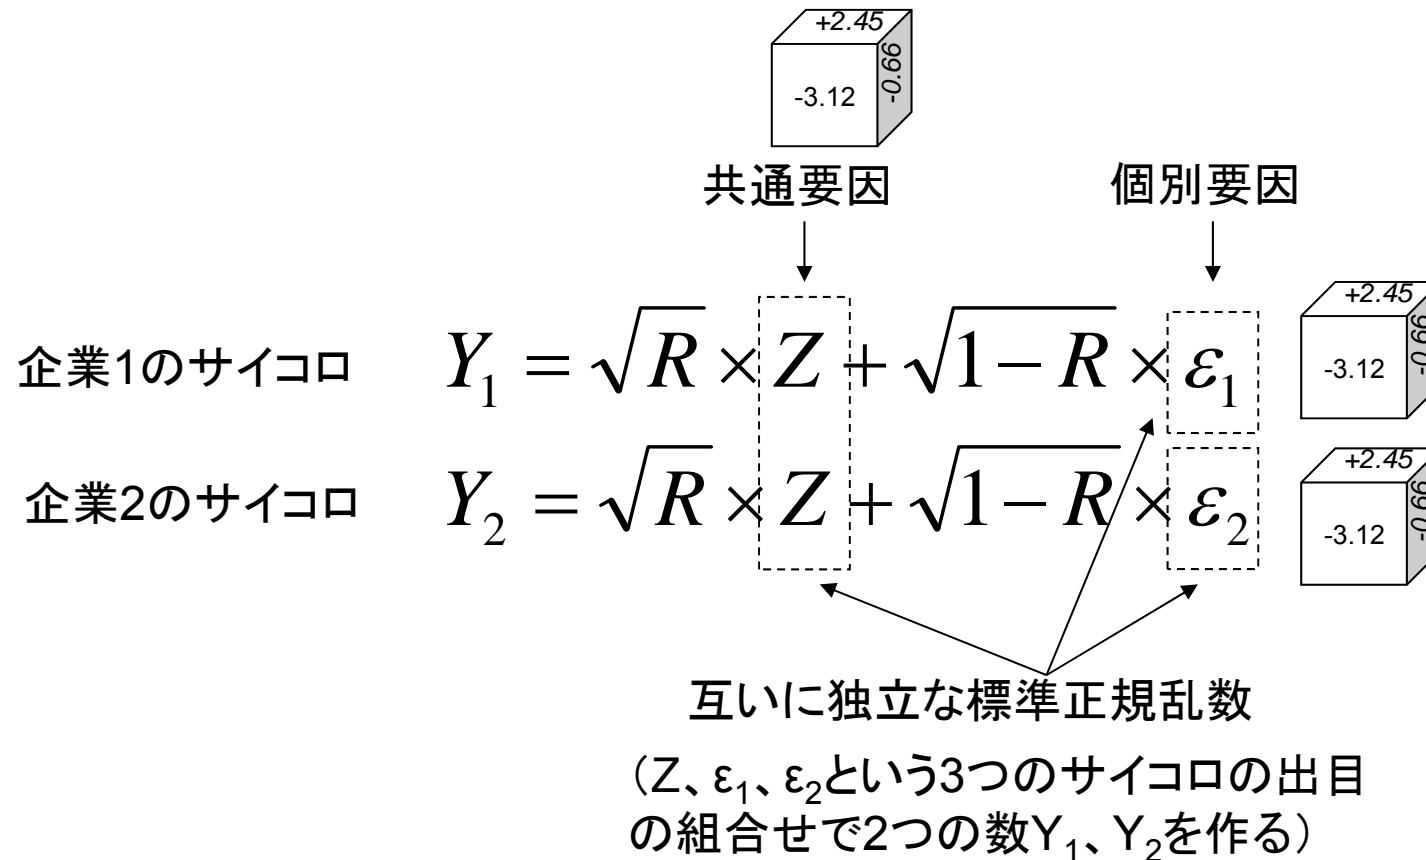 +2.45
-3.12
-0.66
共通要因
個別要因
企業1のサイコロ Y₁ = √R × Z + √1 − R × ε₁
+2.45
-3.12
-0.66
企業2のサイコロ Y₂ = √R × Z + √1 − R × ε₂
+2.45
-3.12
-0.66
互いに独立な標準正規乱数
（Z、ε₁、ε₂という3つのサイコロの出目
の組合せで2つの数Y₁、Y₂を作る）